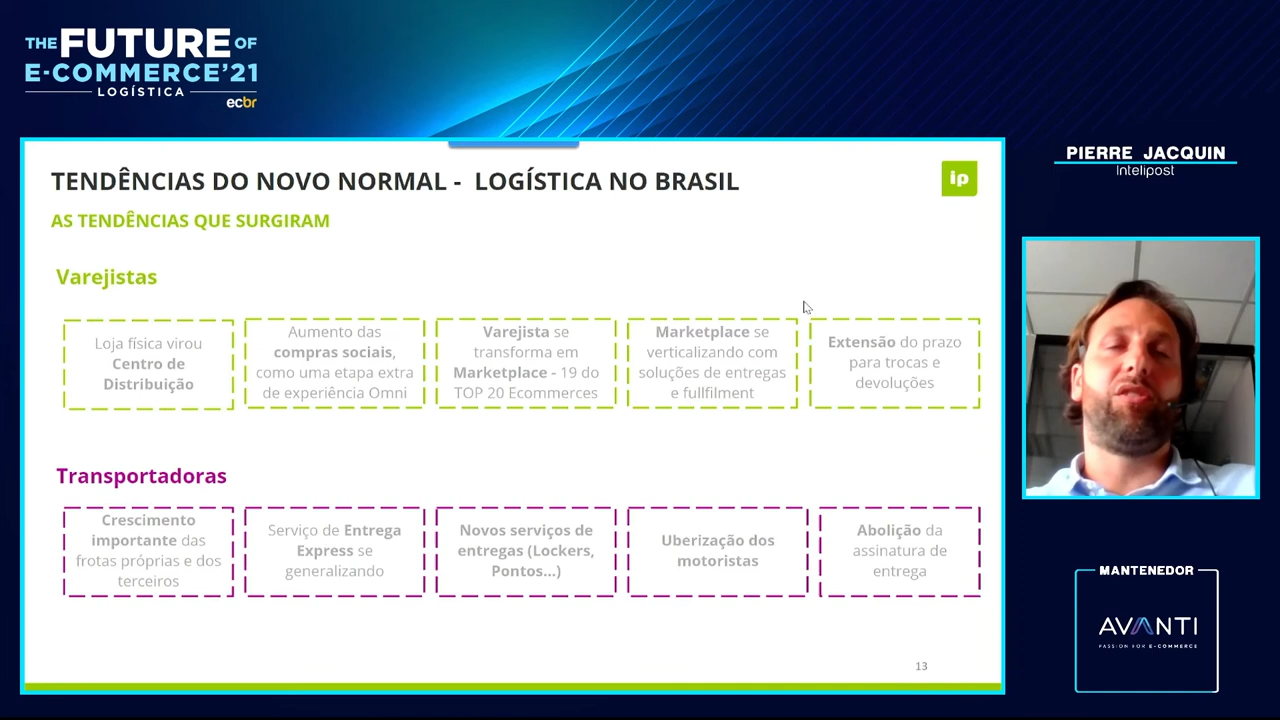 THE FUTURE OF
E-COMMERCE'21
LOGÍSTICA
ecbr
TENDÊNCIAS DO NOVO NORMAL - LOGÍSTICA NO BRASIL
ip
AS TENDÊNCIAS QUE SURGIRAM
Varejistas
Loja física virou
Centro de
Distribuição
Aumento das
compras sociais,
como uma etapa extra
de experiência Omni
Varejista se
transforma em
Marketplace - 19 do
TOP 20 Ecommerces
Marketplace se
verticalizando com
soluções de entregas
e fullfilment
Extensão do prazo
para trocas e
devoluções
Transportadoras
Crescimento
importante das
frotas próprias e dos
terceiros
Serviço de Entrega
Express se
generalizando
Novos serviços de
entregas (Lockers,
Pontos...)
Uberização dos
motoristas
Abolição da
assinatura de
entrega
13
PIERRE JACQUIN
Intelipost
MANTENEDOR
AVANTI
PASSION FOR E-COMMERCE